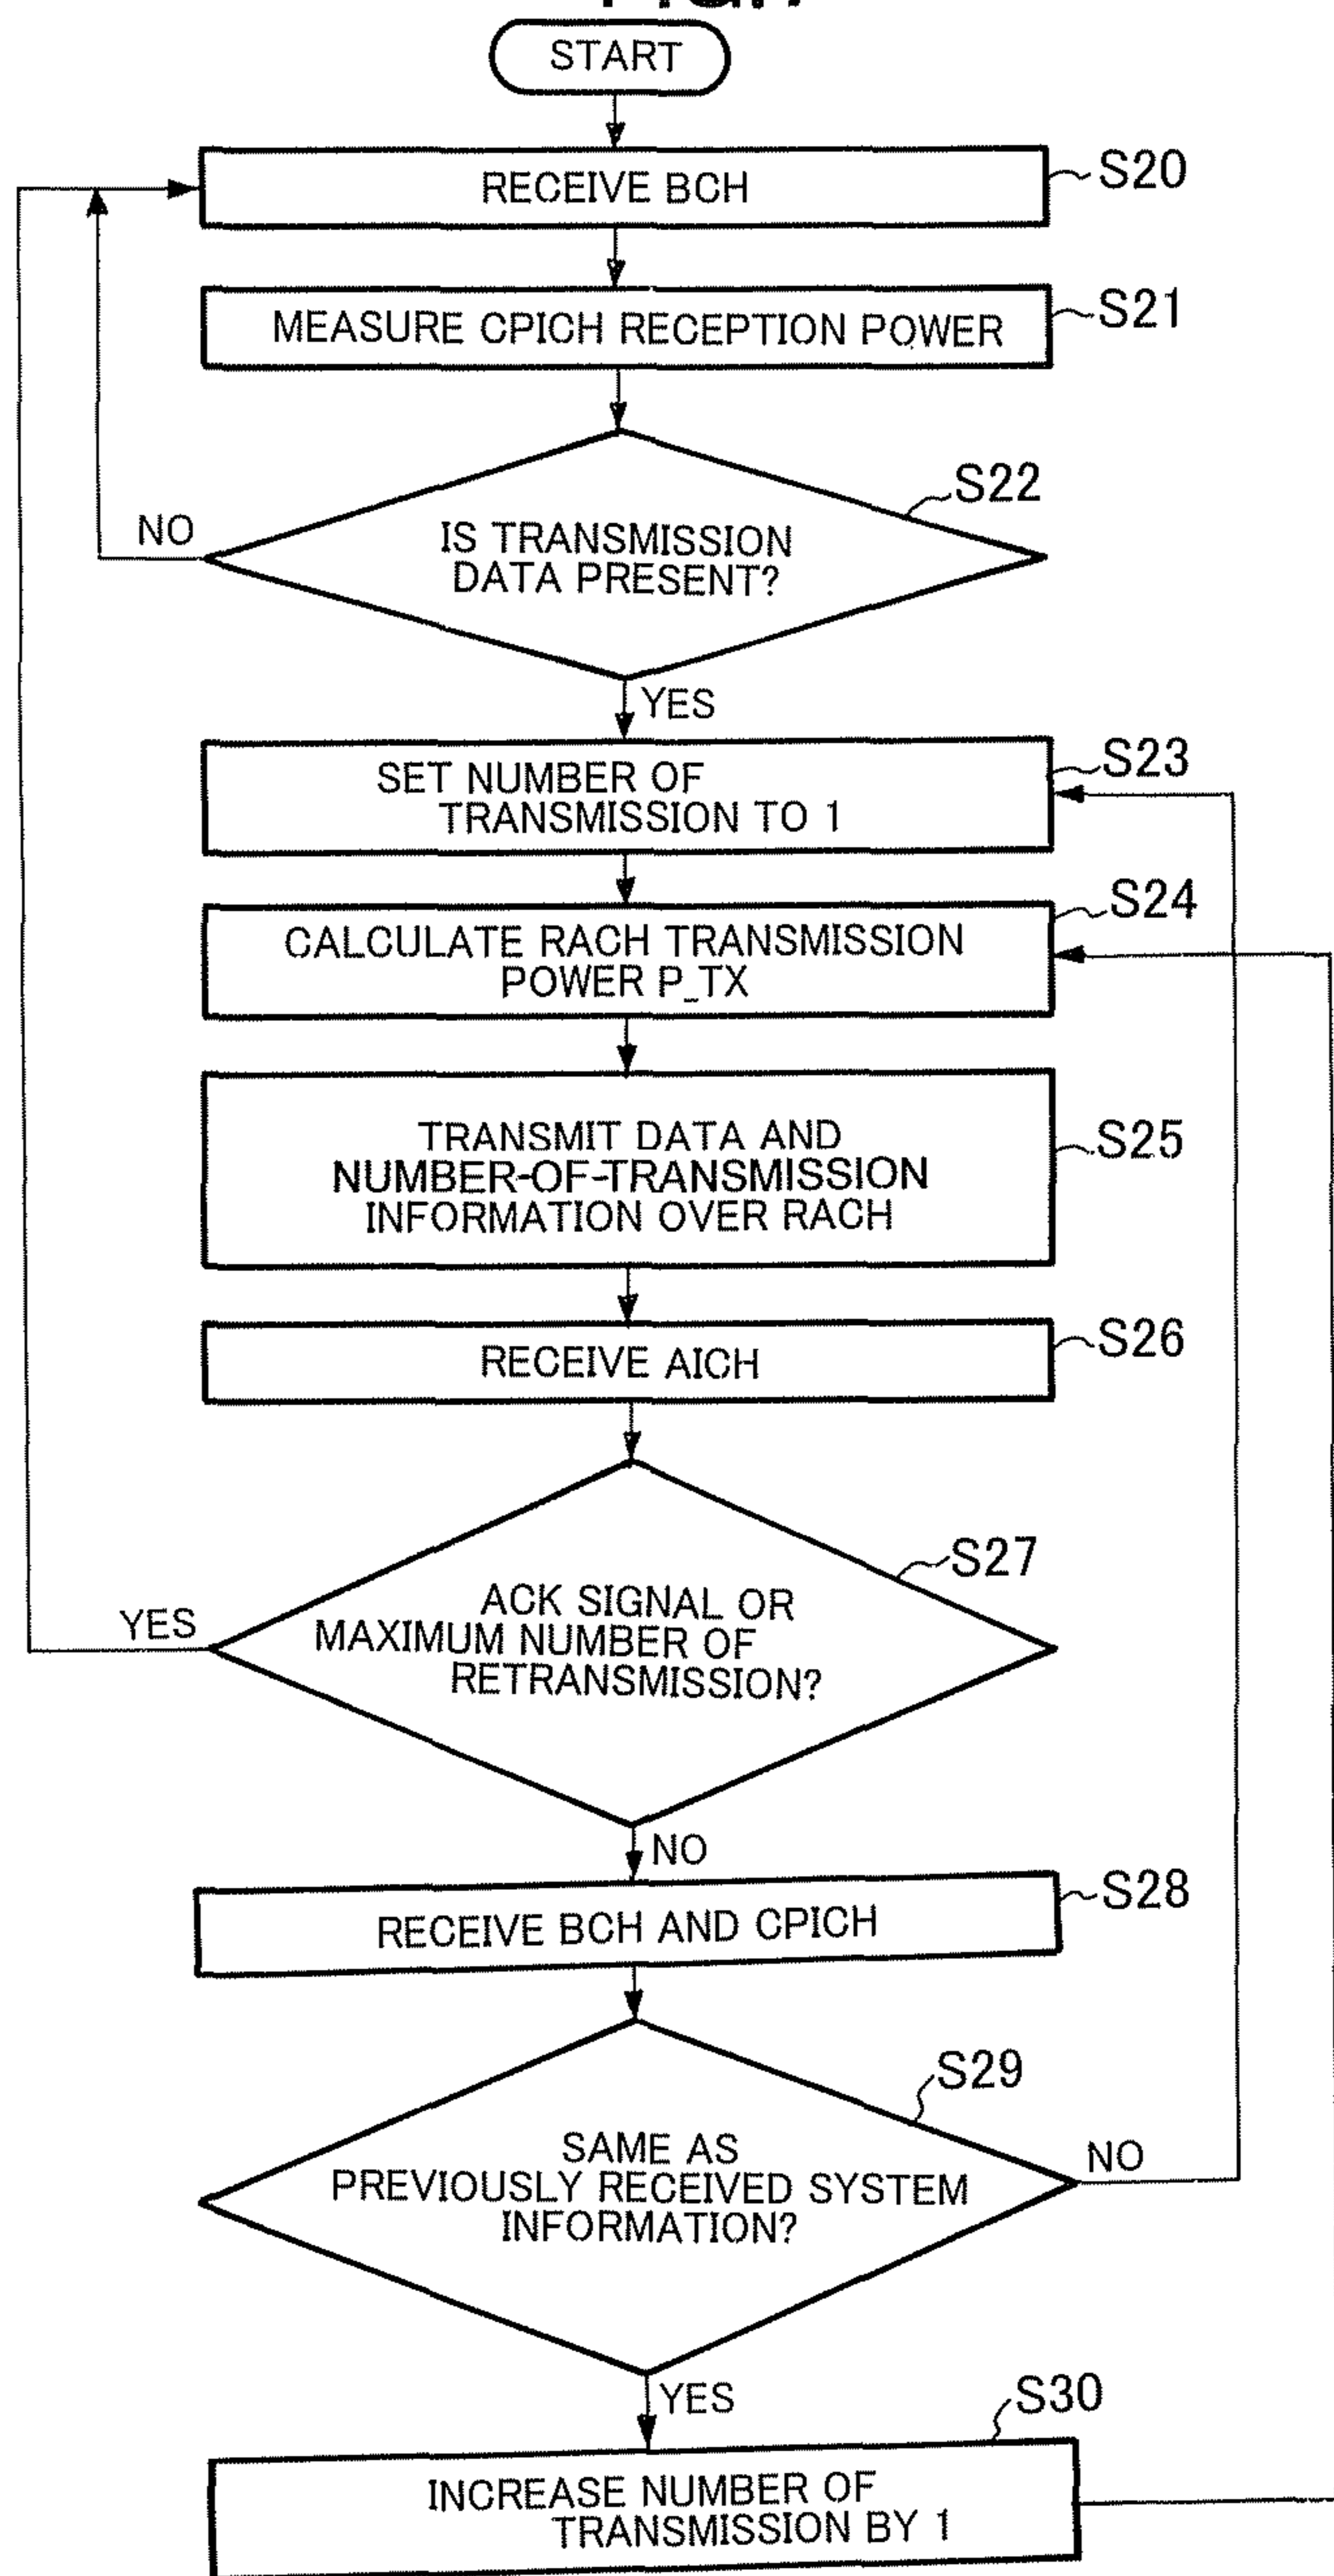 START
RECEIVE BCH
S20
MEASURE CPICH RECEPTION POWER
S21
S22
IS TRANSMISSION
DATA PRESENT?
NO
YES
SET NUMBER OF
TRANSMISSION TO 1
S23
CALCULATE RACH TRANSMISSION
POWER P_TX
S24
TRANSMIT DATA AND
NUMBER-OF-TRANSMISSION
INFORMATION OVER RACH
S25
RECEIVE AICH
S26
S27
ACK SIGNAL OR
MAXIMUM NUMBER OF
RETRANSMISSION?
YES
NO
RECEIVE BCH AND CPICH
S28
S29
SAME AS
PREVIOUSLY RECEIVED SYSTEM
INFORMATION?
NO
YES
S30
INCREASE NUMBER OF
TRANSMISSION BY 1